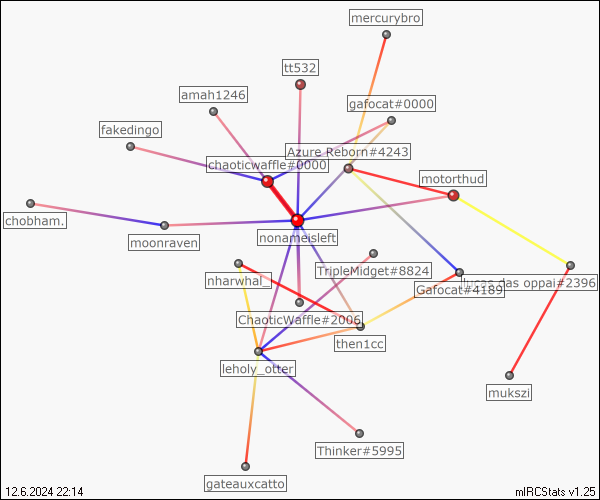 mercurybro
tt532
amah1246
gafocat#0000
fakedingo
Azure Reborn#4243
chaoticwaffle#0000
motorthud
chobham.
moonraven
nonameisleft
TripleMidget#8824
nharwhal_
lucas das oppai#2396
Gafocat#4189
ChaoticWaffle#2006
then1cc
leholy_otter
mukszi
Thinker#5995
gateauxcatto
12.6.2024 22:14
mIRCStats v1.25